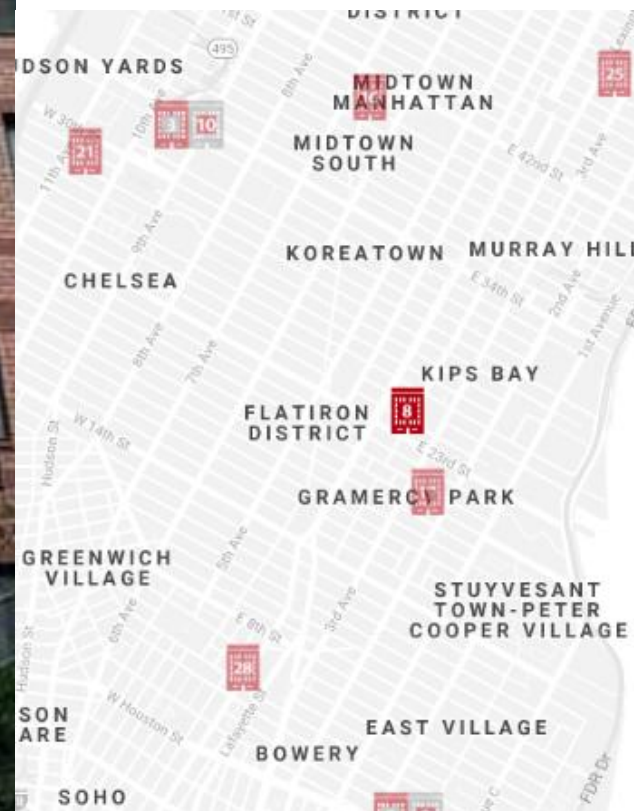 DISTRICT
495
8th Ave
25
HUDSON YARDS
MIDTOWN
MANHATTAN
10th Ave
3
10
W 30th
21
MIDTOWN
SOUTH
E 42nd St
3rd Ave
11th Ave
9th Ave
KOREATOWN
MURRAY HILL
CHELSEA
E 34th St
2nd Ave
1st Avenue
8th Ave
7th Ave
KIPS BAY
8
FLATIRON
DISTRICT
W 14th St
Hudson St
E 23rd St
GRAMERCY PARK
5th Ave
GREENWICH
VILLAGE
STUYVESANT
TOWN-PETER
COOPER VILLAGE
3rd Ave
6th Ave
E 8th St
Hudson St
28
W Houston St
Lafayette St
SON
ARE
EAST VILLAGE
BOWERY
FDR Dr
SOHO